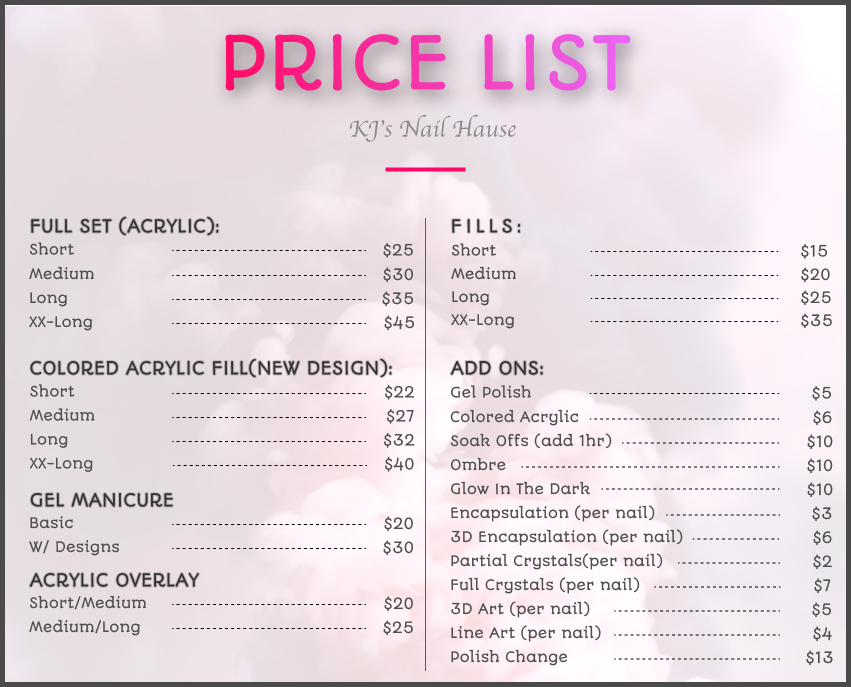 PRICE LIST
KJ's Nail Hause
FULL SET (ACRYLIC):
Short $25
Medium $30
Long $35
XX-Long $45
COLORED ACRYLIC FILL(NEW DESIGN):
Short $22
Medium $27
Long $32
XX-Long $40
GEL MANICURE
Basic $20
W/ Designs $30
ACRYLIC OVERLAY
Short/Medium $20
Medium/Long $25
FILLS:
Short $15
Medium $20
Long $25
XX-Long $35
ADD ONS:
Gel Polish $5
Colored Acrylic $6
Soak Offs (add 1hr) $10
Ombre $10
Glow In The Dark $10
Encapsulation (per nail) $3
3D Encapsulation (per nail) $6
Partial Crystals(per nail) $2
Full Crystals (per nail) $7
3D Art (per nail) $5
Line Art (per nail) $4
Polish Change $13